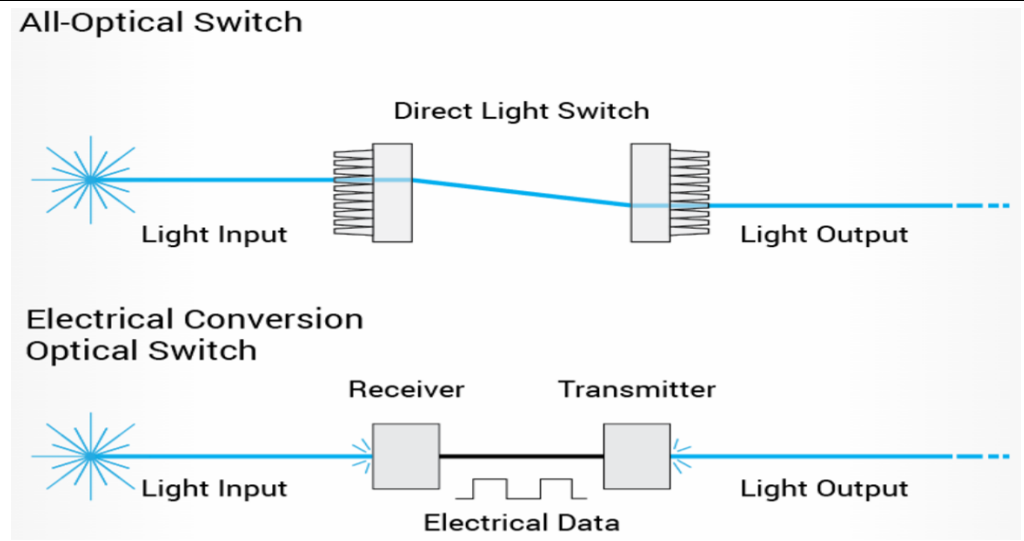 All-Optical Switch
Direct Light Switch
Light Input
Light Output
Electrical Conversion
Optical Switch
Receiver
Transmitter
Light Input
Light Output
Electrical Data